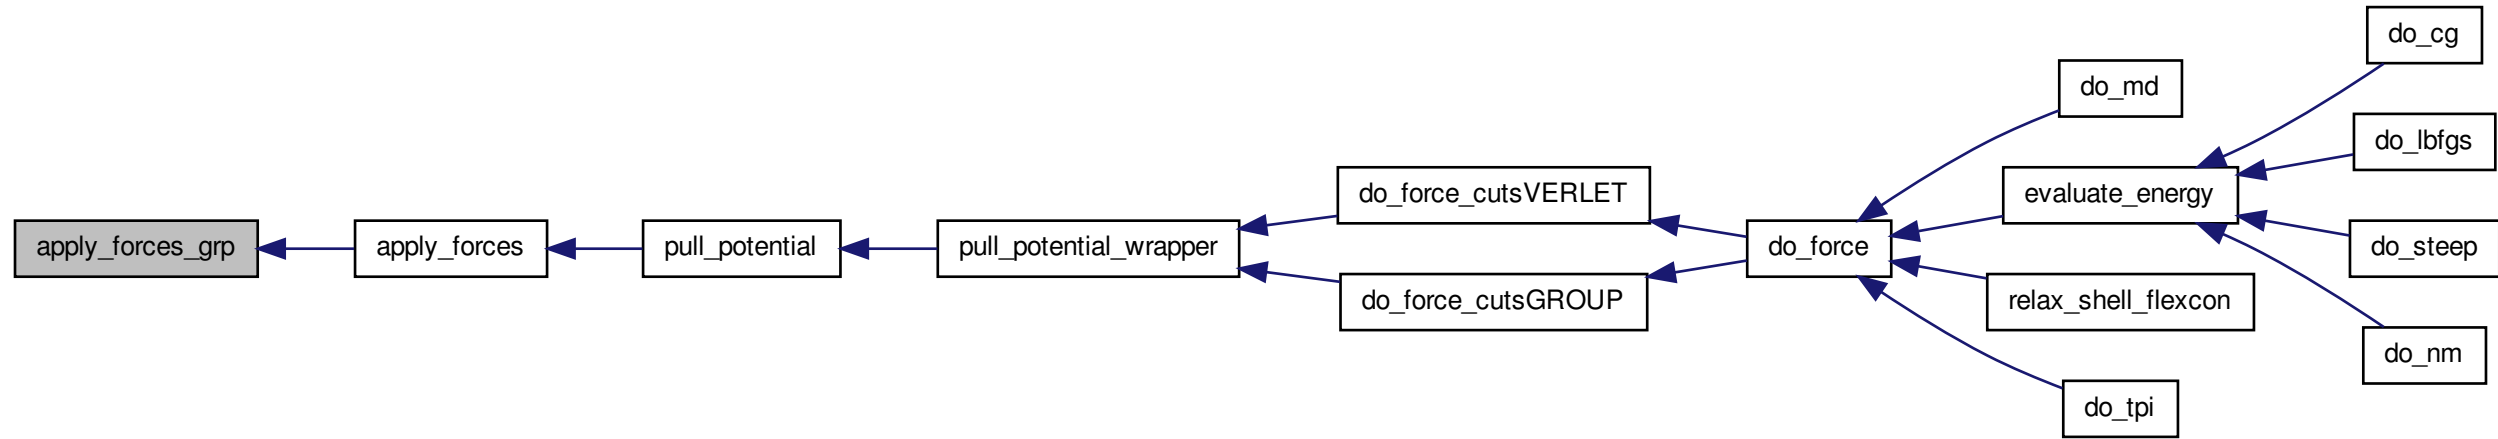 apply_forces_grp
apply_forces
pull_potential
pull_potential_wrapper
do_force_cutsVERLET
do_force_cutsGROUP
do_force
do_md
evaluate_energy
relax_shell_flexcon
do_tpi
do_cg
do_lbfgs
do_steep
do_nm